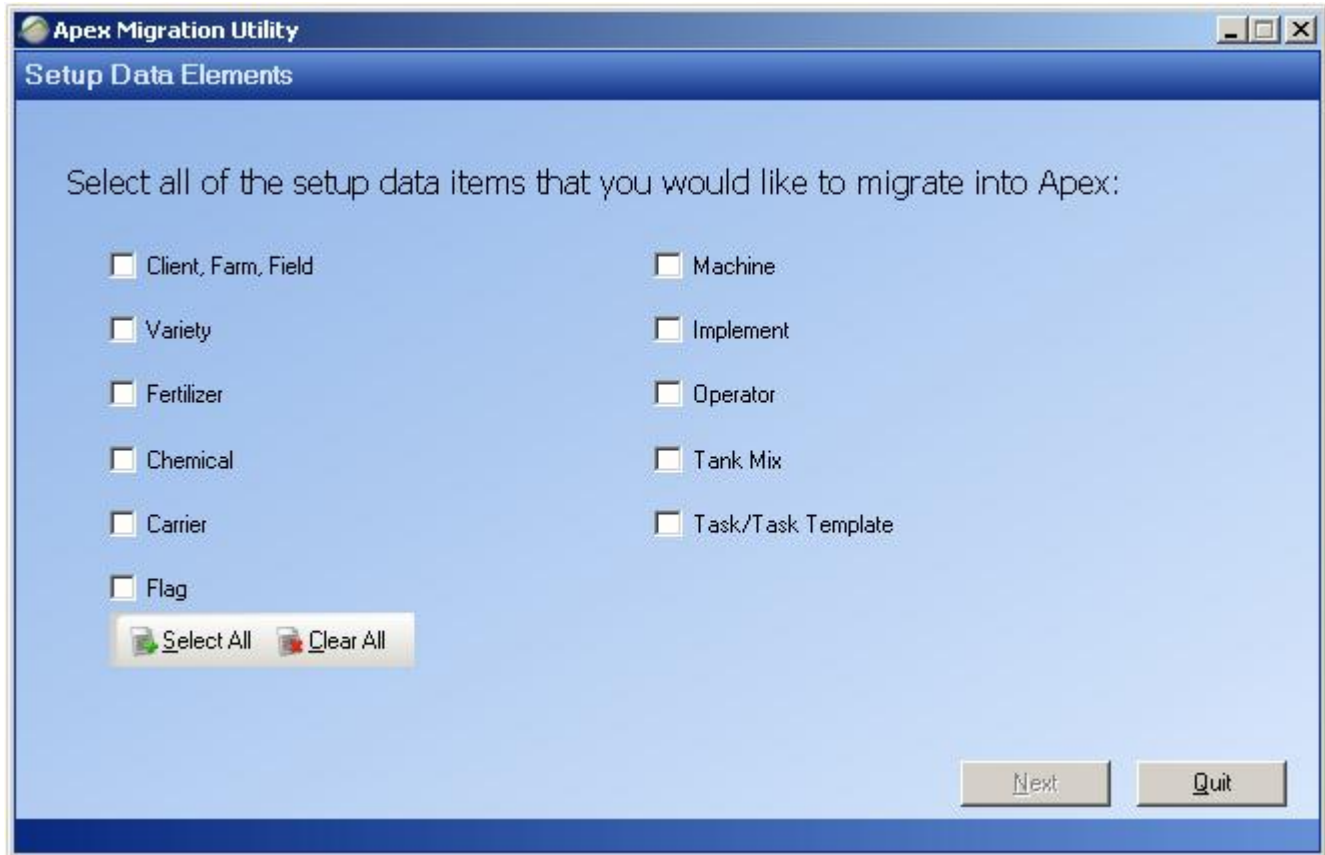 Apex Migration Utility
Setup Data Elements
Select all of the setup data items that you would like to migrate into Apex:
Client, Farm, Field
Variety
Fertilizer
Chemical
Carrier
Flag
Machine
Implement
Operator
Tank Mix
Task/Task Template
Select All Clear All
Next Quit